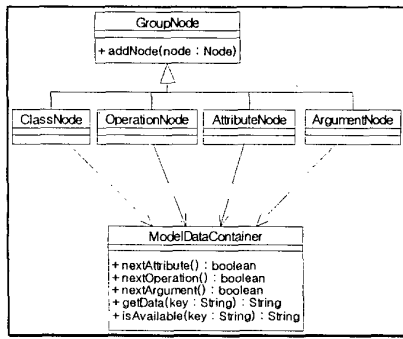 GroupNode
+ addNode(node : Node)
ClassNode
OperationNode
AttributeNode
ArgumentNode
ModelDataContainer
+ nextAttribute() : boolean
+ nextOperation() : boolean
+ nextArgument() : boolean
+ getData(key : String) : String
+ isAvailable(key : String) : String